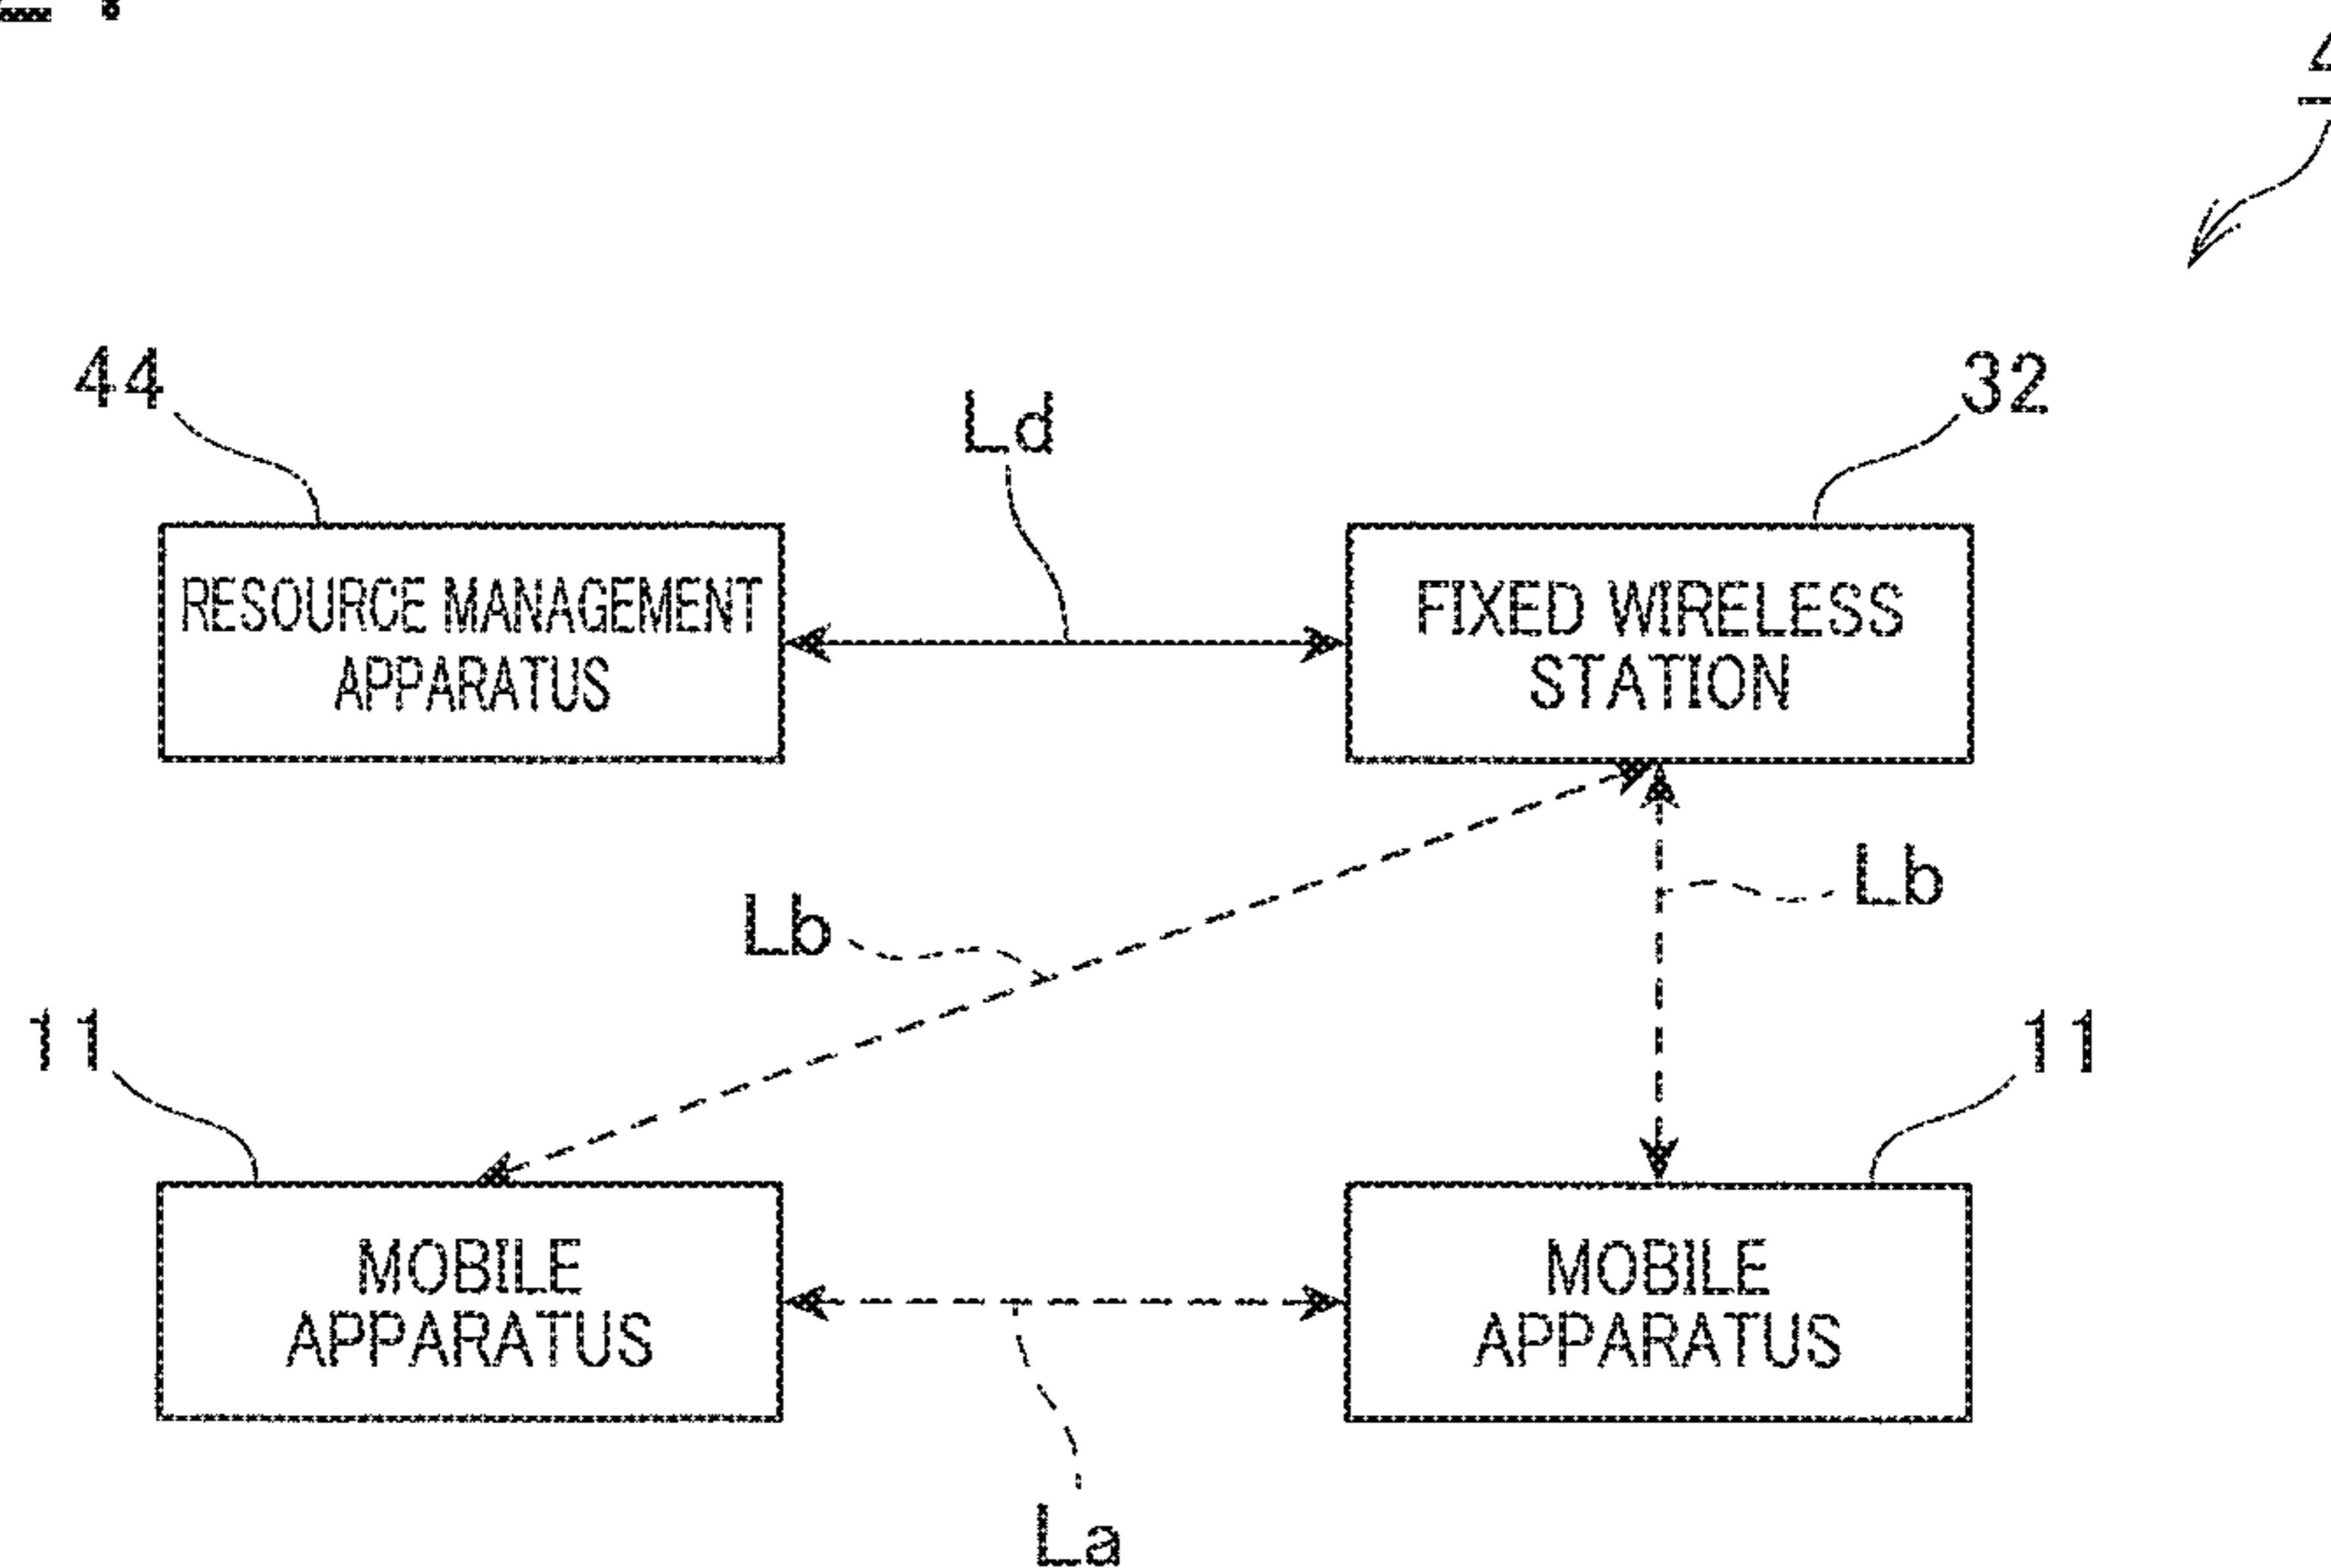 44
Ld
32
RESOURCE MANAGEMENT
APPARATUS
FIXED WIRELESS
STATION
Lb
Lb
11
11
MOBILE
APPARATUS
MOBILE
APPARATUS
La